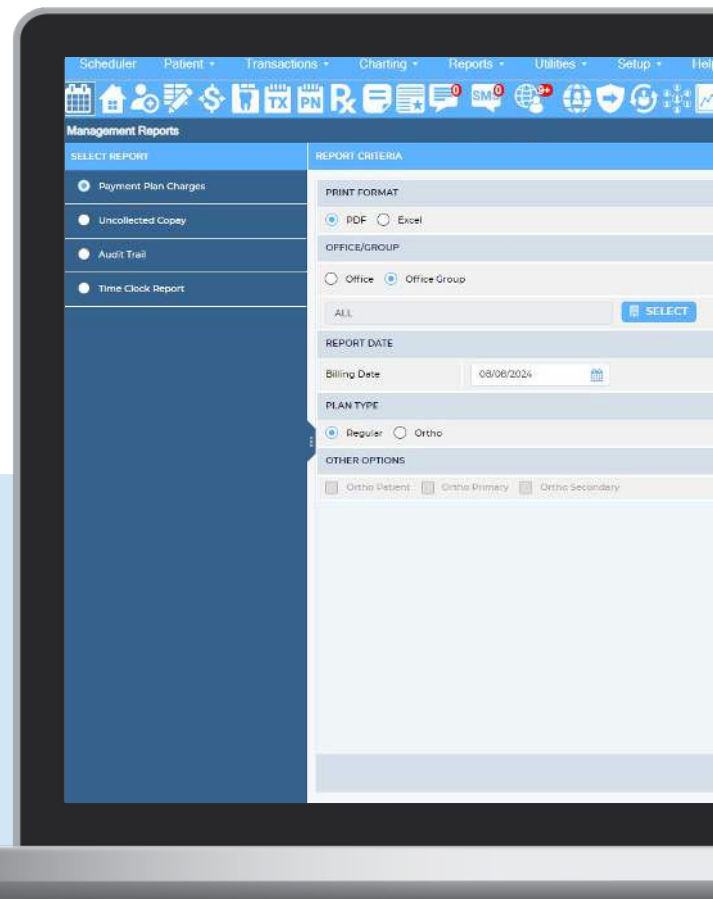 Scheduler Patient Transactions Charting Reports Utilities Setup Help
TX PN Rx 0 SMS 0 9+
Management Reports
SELECT REPORT
Payment Plan Charges
Uncollected Copay
Audit Trail
Time Clock Report
REPORT CRITERIA
PRINT FORMAT
PDF Excel
OFFICE/GROUP
Office Office Group
ALL SELECT
REPORT DATE
Billing Date 08/08/2024
PLAN TYPE
Regular Ortho
OTHER OPTIONS
Ortho Patient Ortho Primary Ortho Secondary